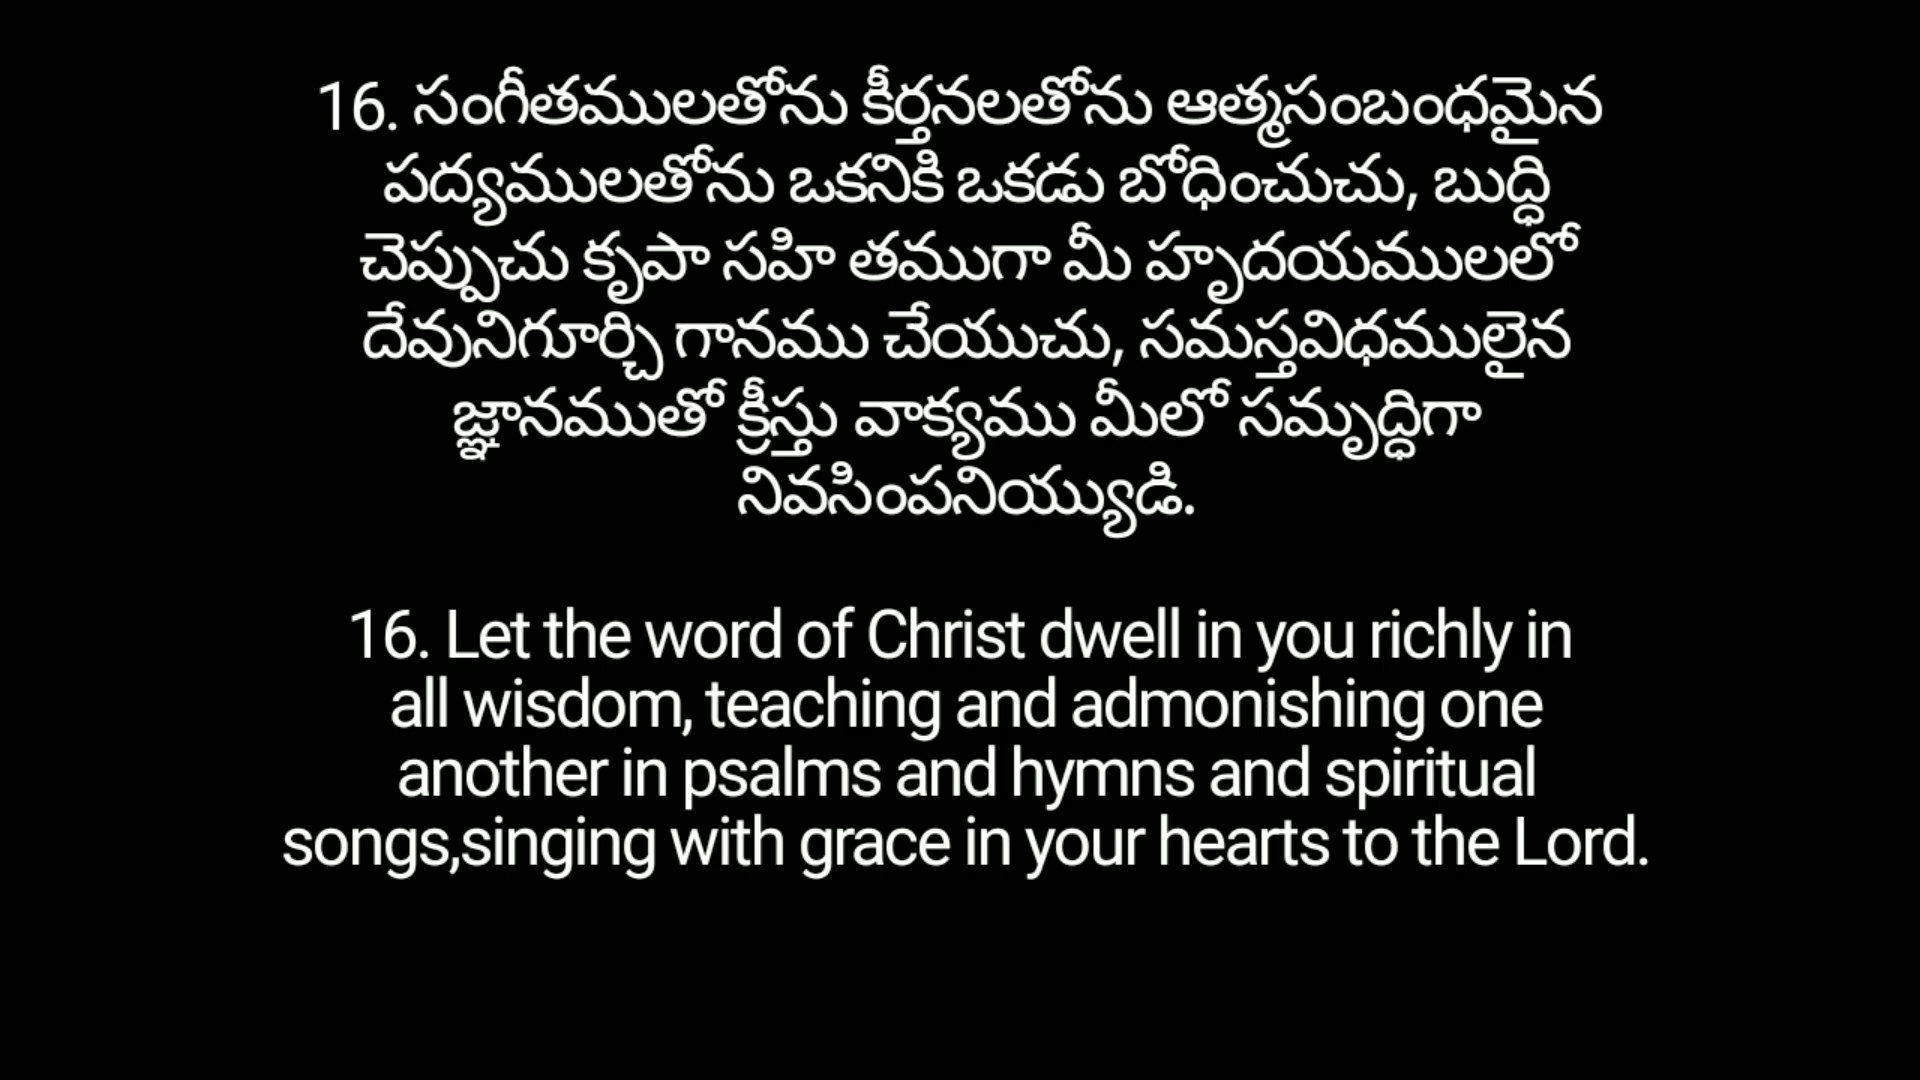 16. సంగీతములతోను కీర్తనలతోను ఆత్మసంబంధమైన
పద్యములతోను ఒకనికి ఒకడు బోధించుచు, బుద్ధి
చెప్పుచు కృపా సహి తముగా మీ హృదయములలో
దేవునిగూర్చి గానము చేయుచు, సమస్తవిధములైన
జ్ఞానముతో క్రీస్తు వాక్యము మీలో సమృద్ధిగా
నివసింపనియ్యుడి.
16. Let the word of Christ dwell in you richly in
all wisdom, teaching and admonishing one
another in psalms and hymns and spiritual
songs,singing with grace in your hearts to the Lord.